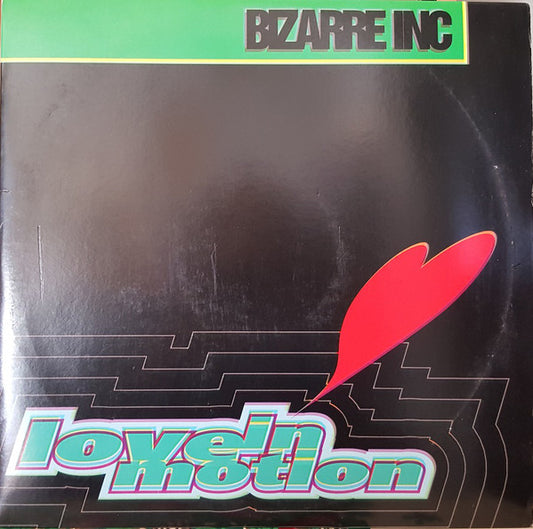 BIZARRE INC
love in
motion